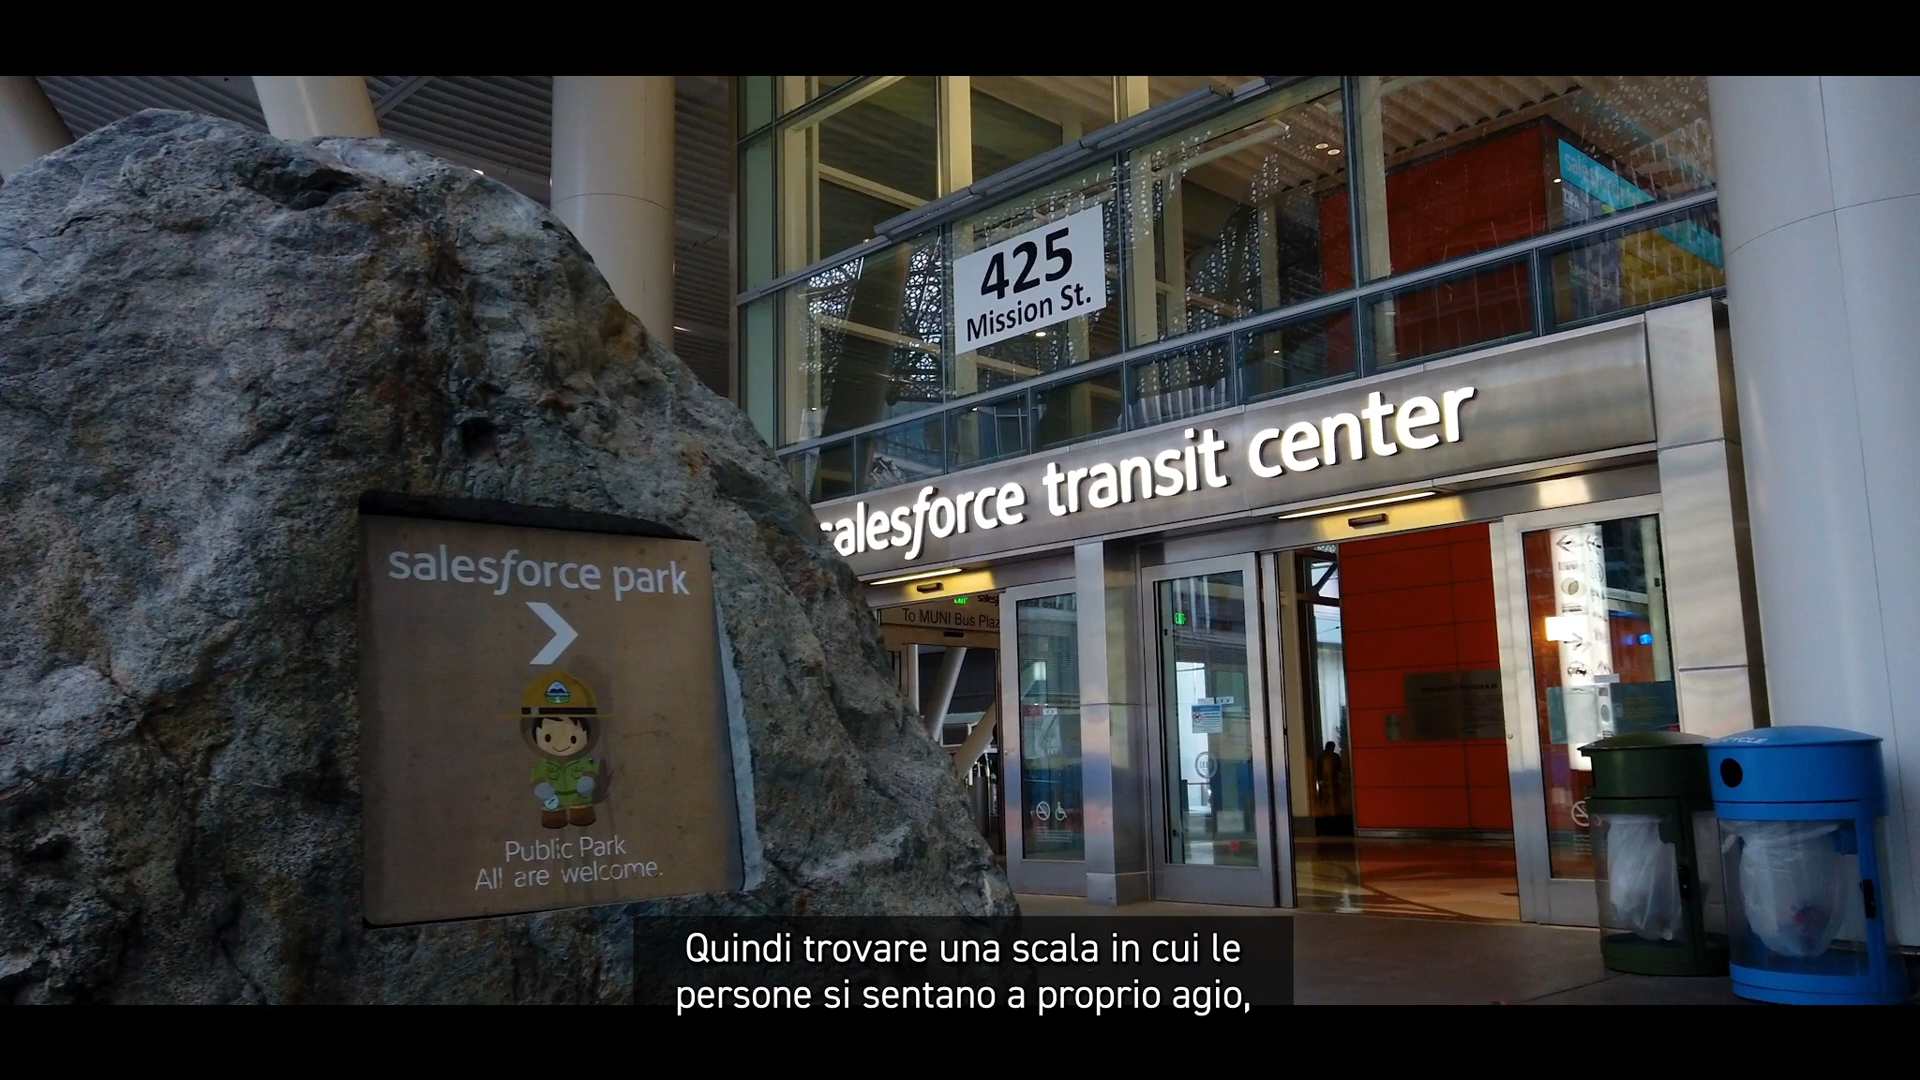 425
Mission St.
salesforce transit center
salesforce park
To MUNI Bus Plaz
Public Park
All are welcome.
Quindi trovare una scala in cui le
persone si sentano a proprio agio,